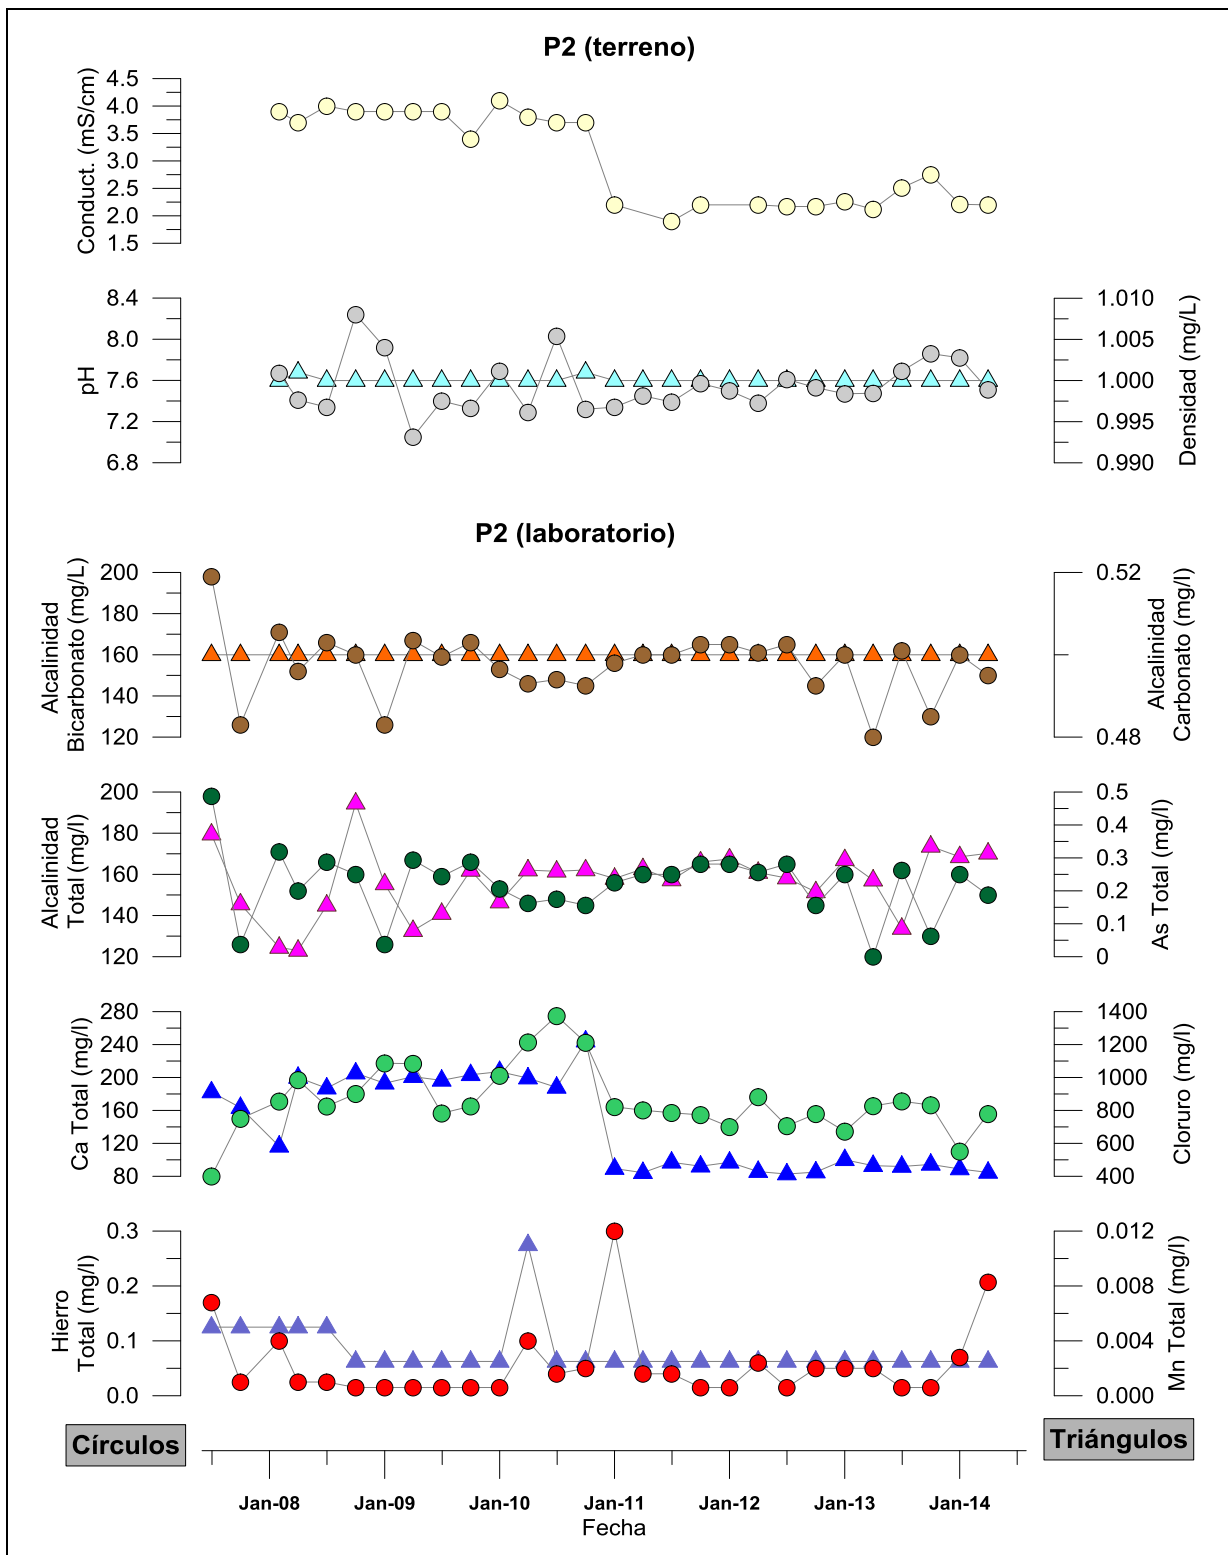 P2 (terreno)
Conduct. (mS/cm)
4.5
4.0
3.5
3.0
2.5
2.0
1.5
pH
8.4
8.0
7.6
7.2
6.8
1.010
1.005
1.000
0.995
0.990
Densidad (mg/L)
P2 (laboratorio)
Alcalinidad
Bicarbonato (mg/L)
200
180
160
140
120
0.52
0.48
Alcalinidad
Carbonato (mg/l)
Alcalinidad
Total (mg/l)
200
180
160
140
120
0.5
0.4
0.3
0.2
0.1
0
As Total (mg/l)
Ca Total (mg/l)
280
240
200
160
120
80
1400
1200
1000
800
600
400
Cloruro (mg/l)
Hierro
Total (mg/l)
0.3
0.2
0.1
0.0
0.012
0.008
0.004
0.000
Mn Total (mg/l)
Círculos
Triángulos
Jan-08 Jan-09 Jan-10 Jan-11 Jan-12 Jan-13 Jan-14
Fecha